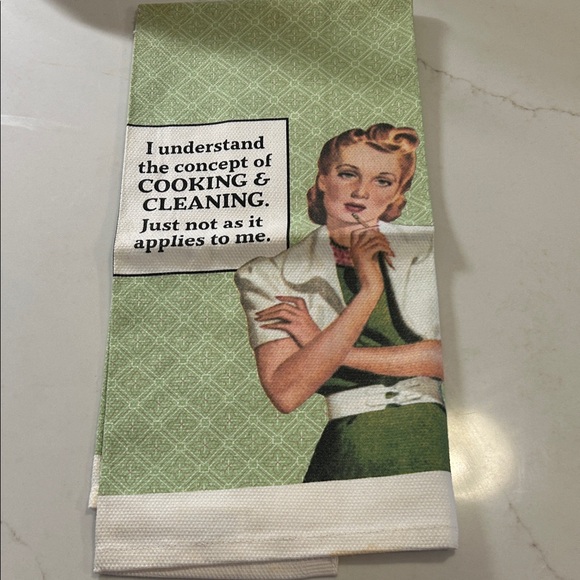 I understand
the concept of
COOKING &
CLEANING.
Just not as it
applies to me.